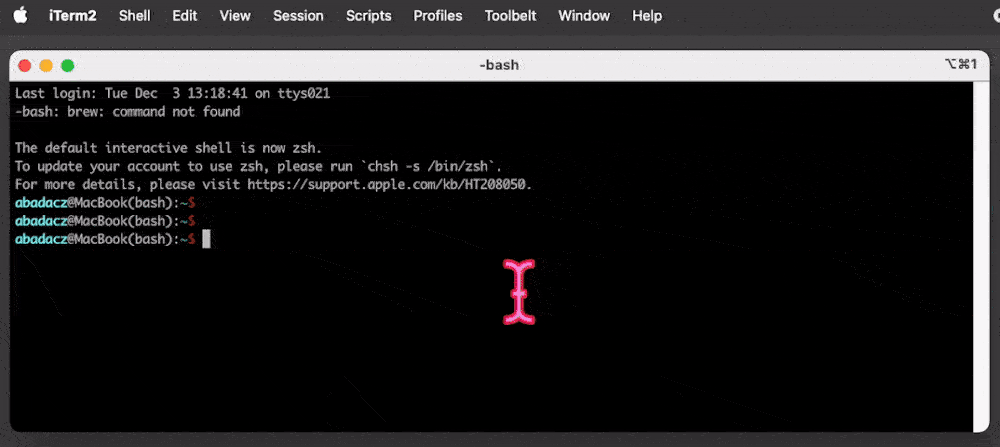 iTerm2 Shell Edit View Session Scripts Profiles Toolbelt Window Help
-bash ⌥⌘1
Last login: Tue Dec  3 13:18:41 on ttys021
-bash: brew: command not found
The default interactive shell is now zsh.
To update your account to use zsh, please run `chsh -s /bin/zsh`.
For more details, please visit https://support.apple.com/kb/HT208050.
abadacz@MacBook(bash):~$
abadacz@MacBook(bash):~$
abadacz@MacBook(bash):~$